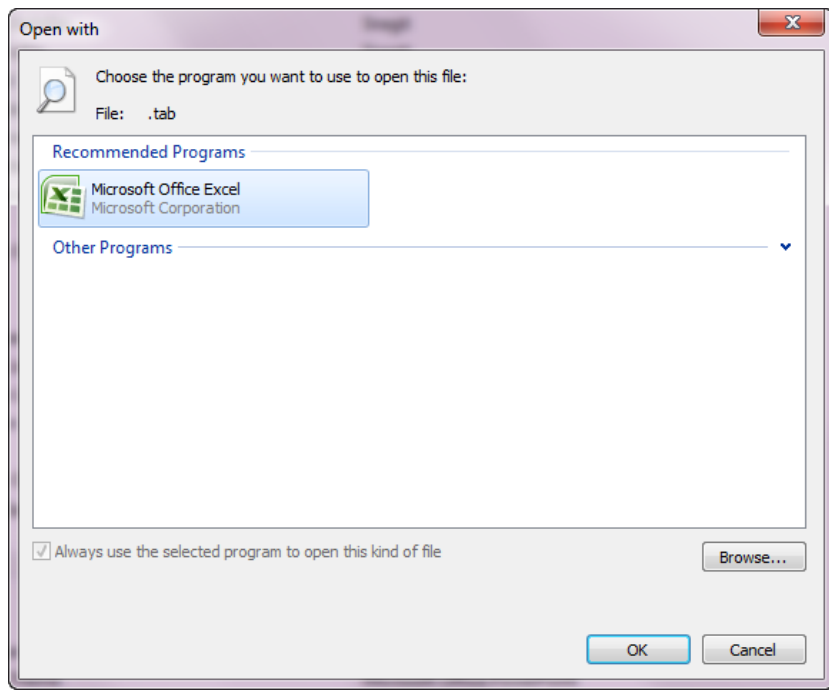 Open with
Choose the program you want to use to open this file:
File: .tab
Recommended Programs
Microsoft Office Excel
Microsoft Corporation
Other Programs
Always use the selected program to open this kind of file
Browse...
OK
Cancel